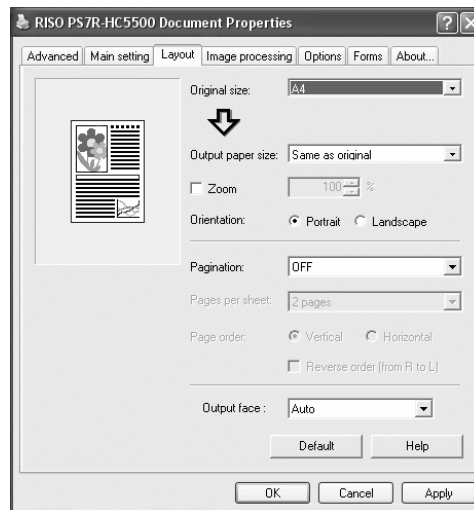 RISO PS7R-HC5500 Document Properties
Advanced Main setting Layout Image processing Options Forms About...
Original size: A4
Output paper size: Same as original
Zoom 100 %
Orientation: Portrait Landscape
Pagination: OFF
Pages per sheet: 2 pages
Page order: Vertical Horizontal
Reverse order (from R to L)
Output face : Auto
Default Help
OK Cancel Apply